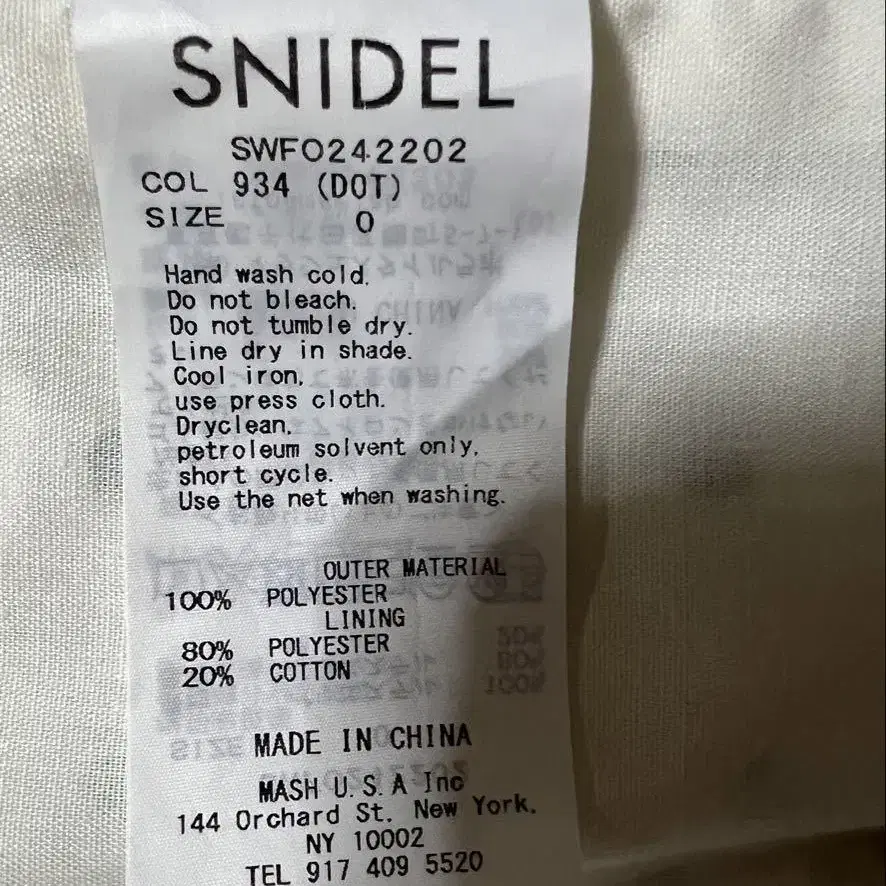 SNIDEL
SWFO242202
COL 934 (DOT)
SIZE 0
Hand wash cold.
Do not bleach.
Do not tumble dry.
Line dry in shade.
Cool iron,
use press cloth.
Dryclean,
petroleum solvent only,
short cycle.
Use the net when washing.
OUTER MATERIAL
100% POLYESTER
LINING
80% POLYESTER
20% COTTON
MADE IN CHINA
MASH U.S.A Inc
144 Orchard St. New York.
NY 10002
TEL 917 409 5520